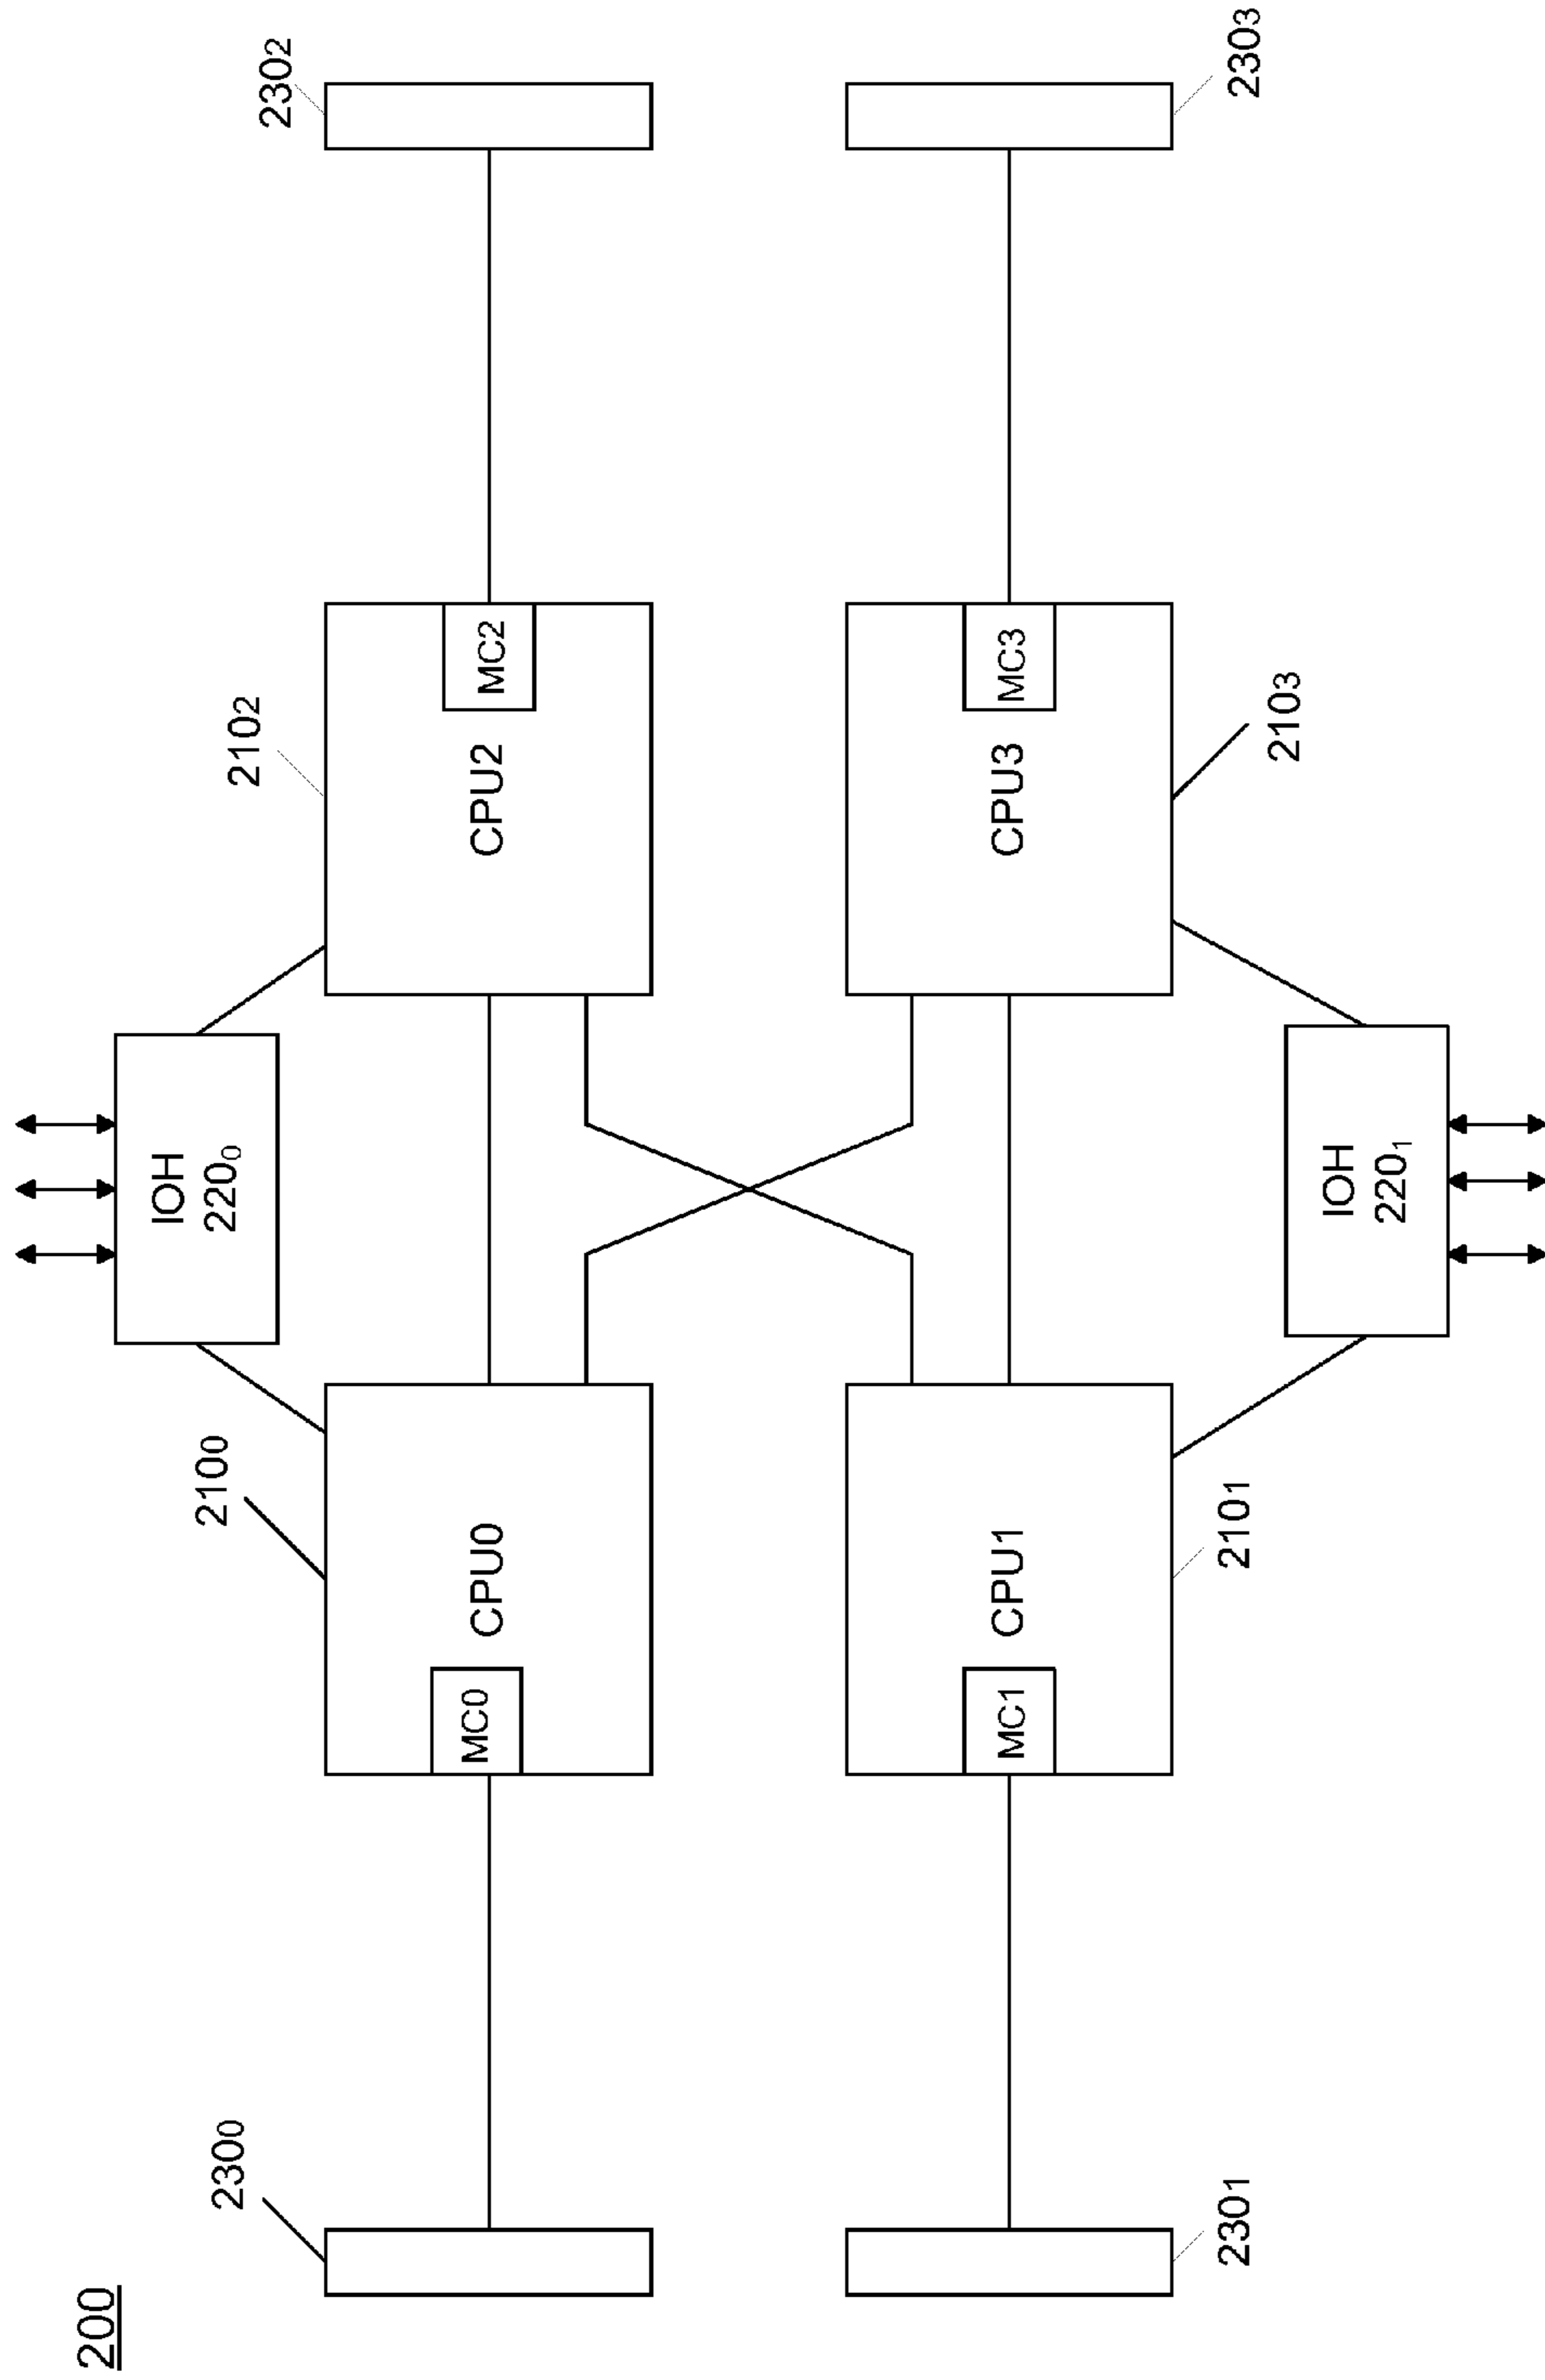 200
IOH
220₀
210₀
210₂
230₀
230₂
MC0
CPU0
CPU2
MC2
MC1
CPU1
CPU3
MC3
230₁
210₁
210₃
230₃
IOH
220₁